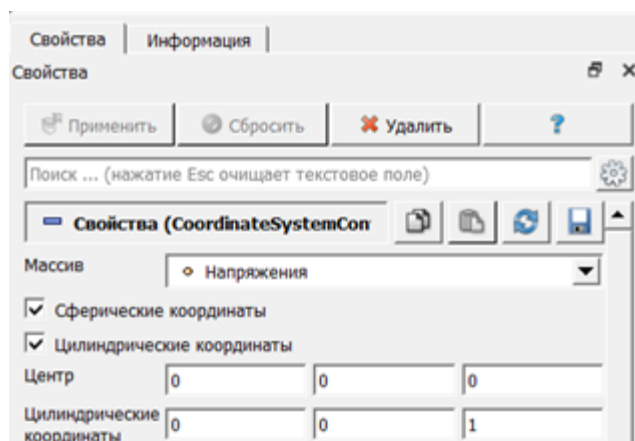 Свойства Информация
Свойства
Применить Сбросить Удалить ?
Поиск ... (нажатие Esc очищает текстовое поле)
Свойства (CoordinateSystemCon
Массив Напряжения
Сферические координаты
Цилиндрические координаты
Центр 0 0 0
Цилиндрические 0 0 1
координаты